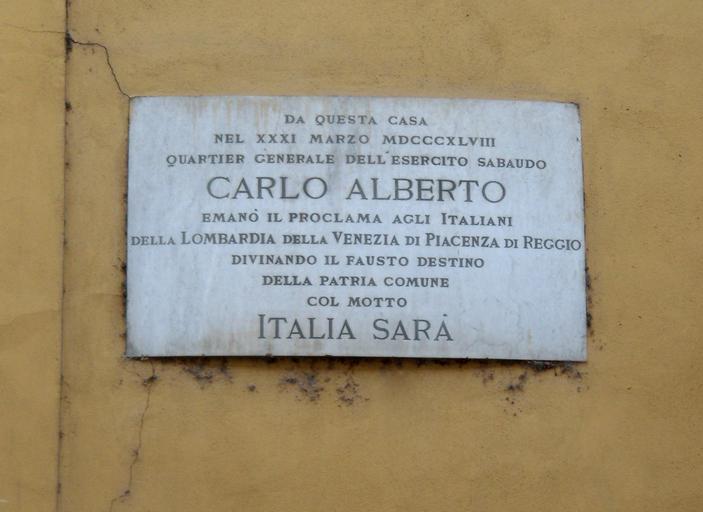 DA QUESTA CASA
NEL XXXI MARZO MDCCCXLVIII
QUARTIER GENERALE DELL'ESERCITO SABAUDO
CARLO ALBERTO
EMANÒ IL PROCLAMA AGLI ITALIANI
DELLA LOMBARDIA DELLA VENEZIA DI PIACENZA DI REGGIO
DIVINANDO IL FAUSTO DESTINO
DELLA PATRIA COMUNE
COL MOTTO
ITALIA SARÀ